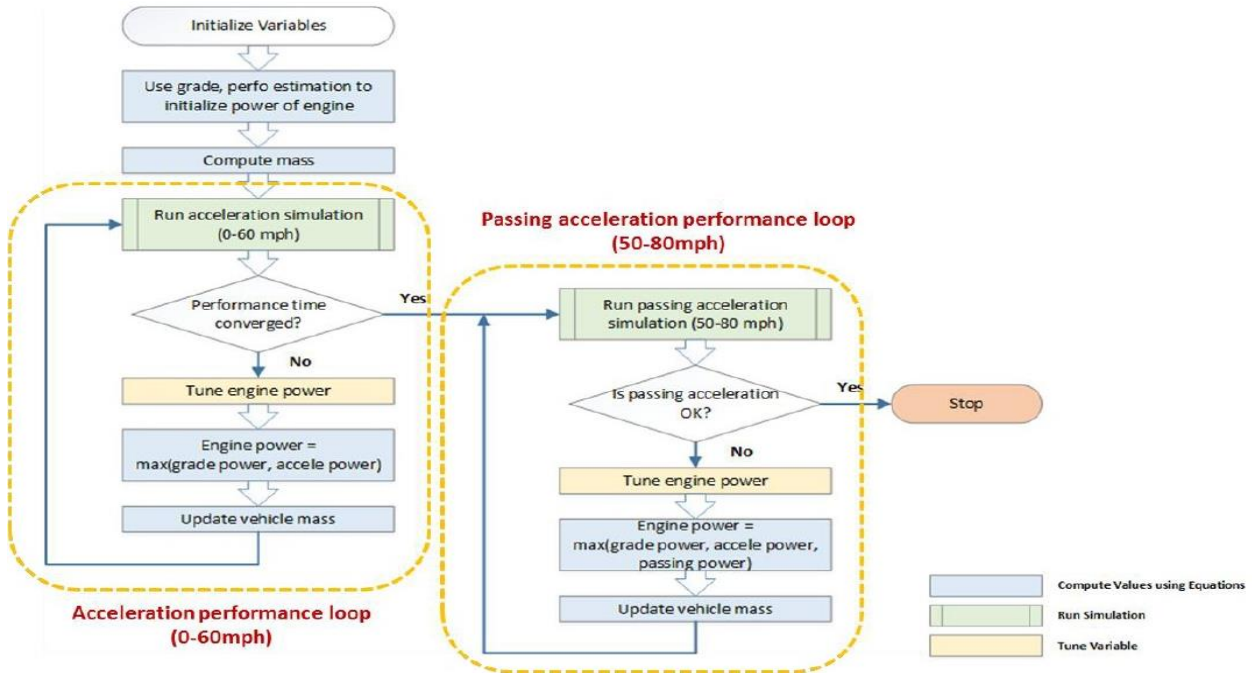 Initialize Variables
Use grade, perfo estimation to
initialize power of engine
Compute mass
Run acceleration simulation
(0-60 mph)
Performance time
converged?
Yes
No
Tune engine power
Engine power =
max(grade power, accele power)
Update vehicle mass
Acceleration performance loop
(0-60mph)
Passing acceleration performance loop
(50-80mph)
Run passing acceleration
simulation (50-80 mph)
Is passing acceleration
OK?
Yes
Stop
No
Tune engine power
Engine power =
max(grade power, accele power,
passing power)
Update vehicle mass
Compute Values using Equations
Run Simulation
Tune Variable